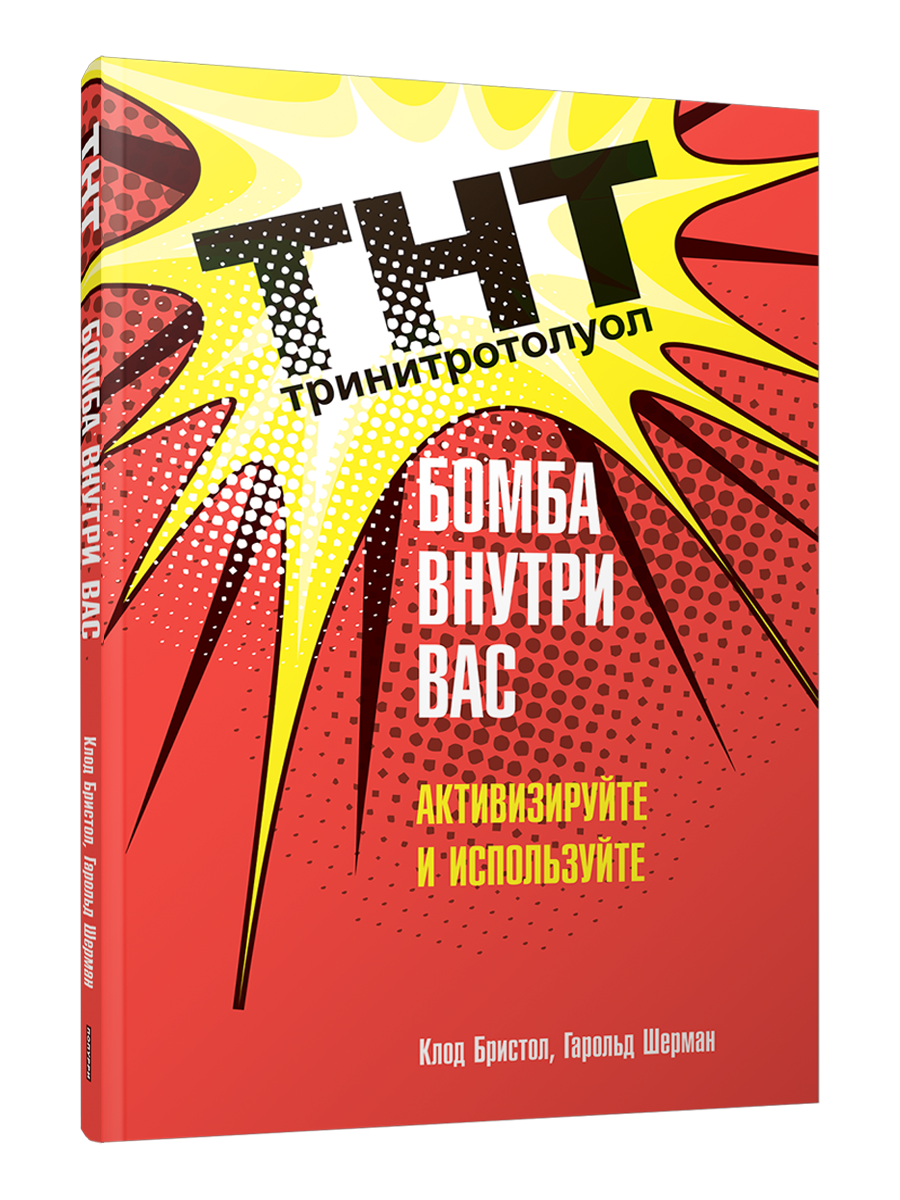 ТНТ
тринитротолуол
БОМБА
ВНУТРИ
ВАС
АКТИВИЗИРУЙТЕ
И ИСПОЛЬЗУЙТЕ
Клод Бристол, Гарольд Шерман
ТНТ БОМБА ВНУТРИ ВАС
Клод Бристол, Гарольд Шерман
ПОПУРРИ